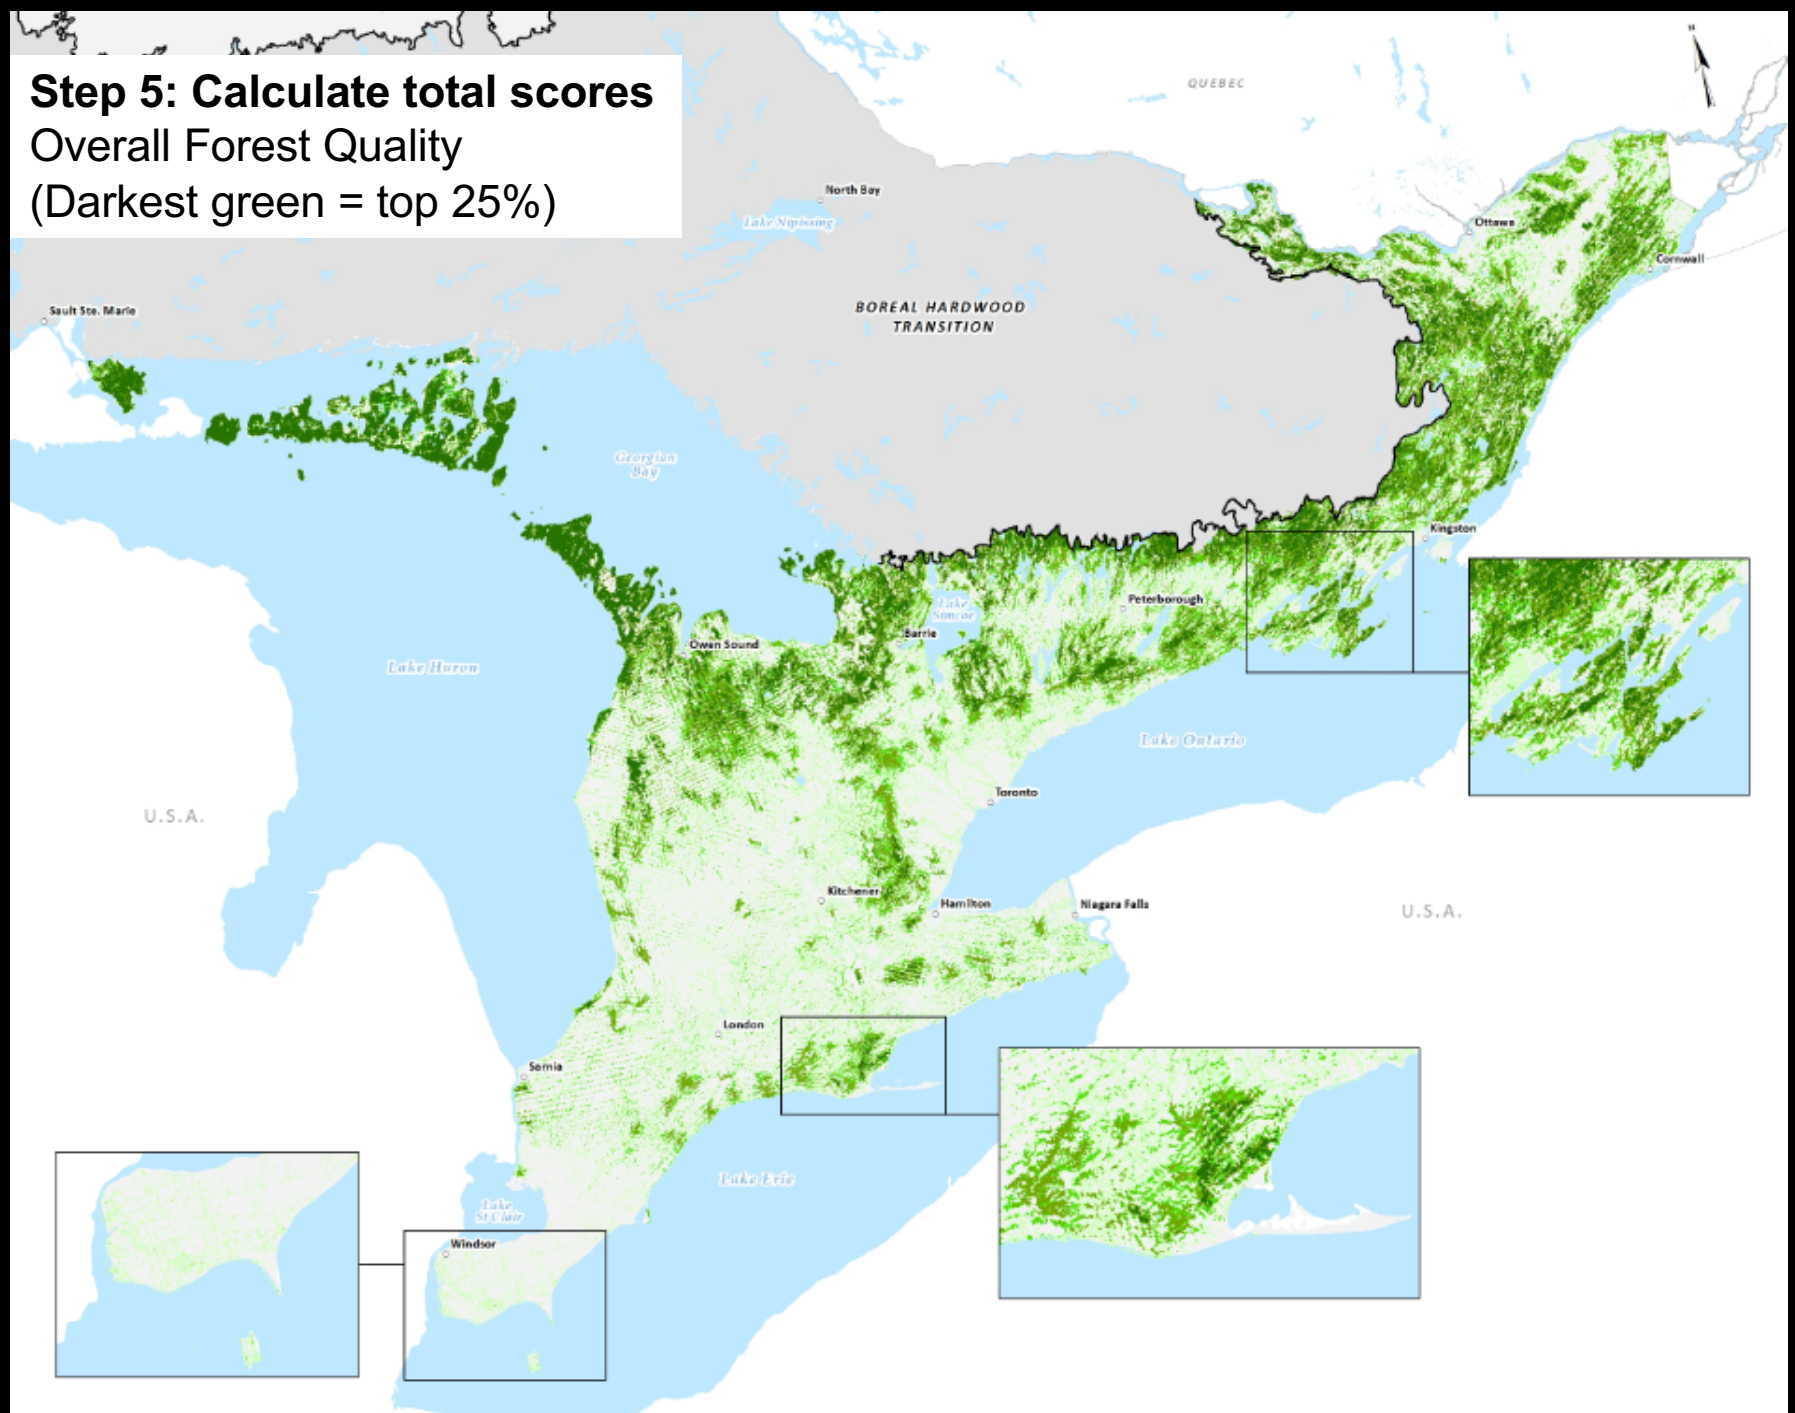 Step 5: Calculate total scores
Overall Forest Quality
(Darkest green = top 25%)
QUEBEC
N
North Bay
Lake Nipissing
Ottawa
Cornwall
Sault Ste. Marie
BOREAL HARDWOOD
TRANSITION
Georgian
Bay
Kingston
Peterborough
Lake
Simcoe
Barrie
Owen Sound
Lake Huron
Lake Ontario
Toronto
U.S.A.
Kitchener
Hamilton
Niagara Falls
U.S.A.
London
Sarnia
Lake Erie
Lake
St Clair
Windsor